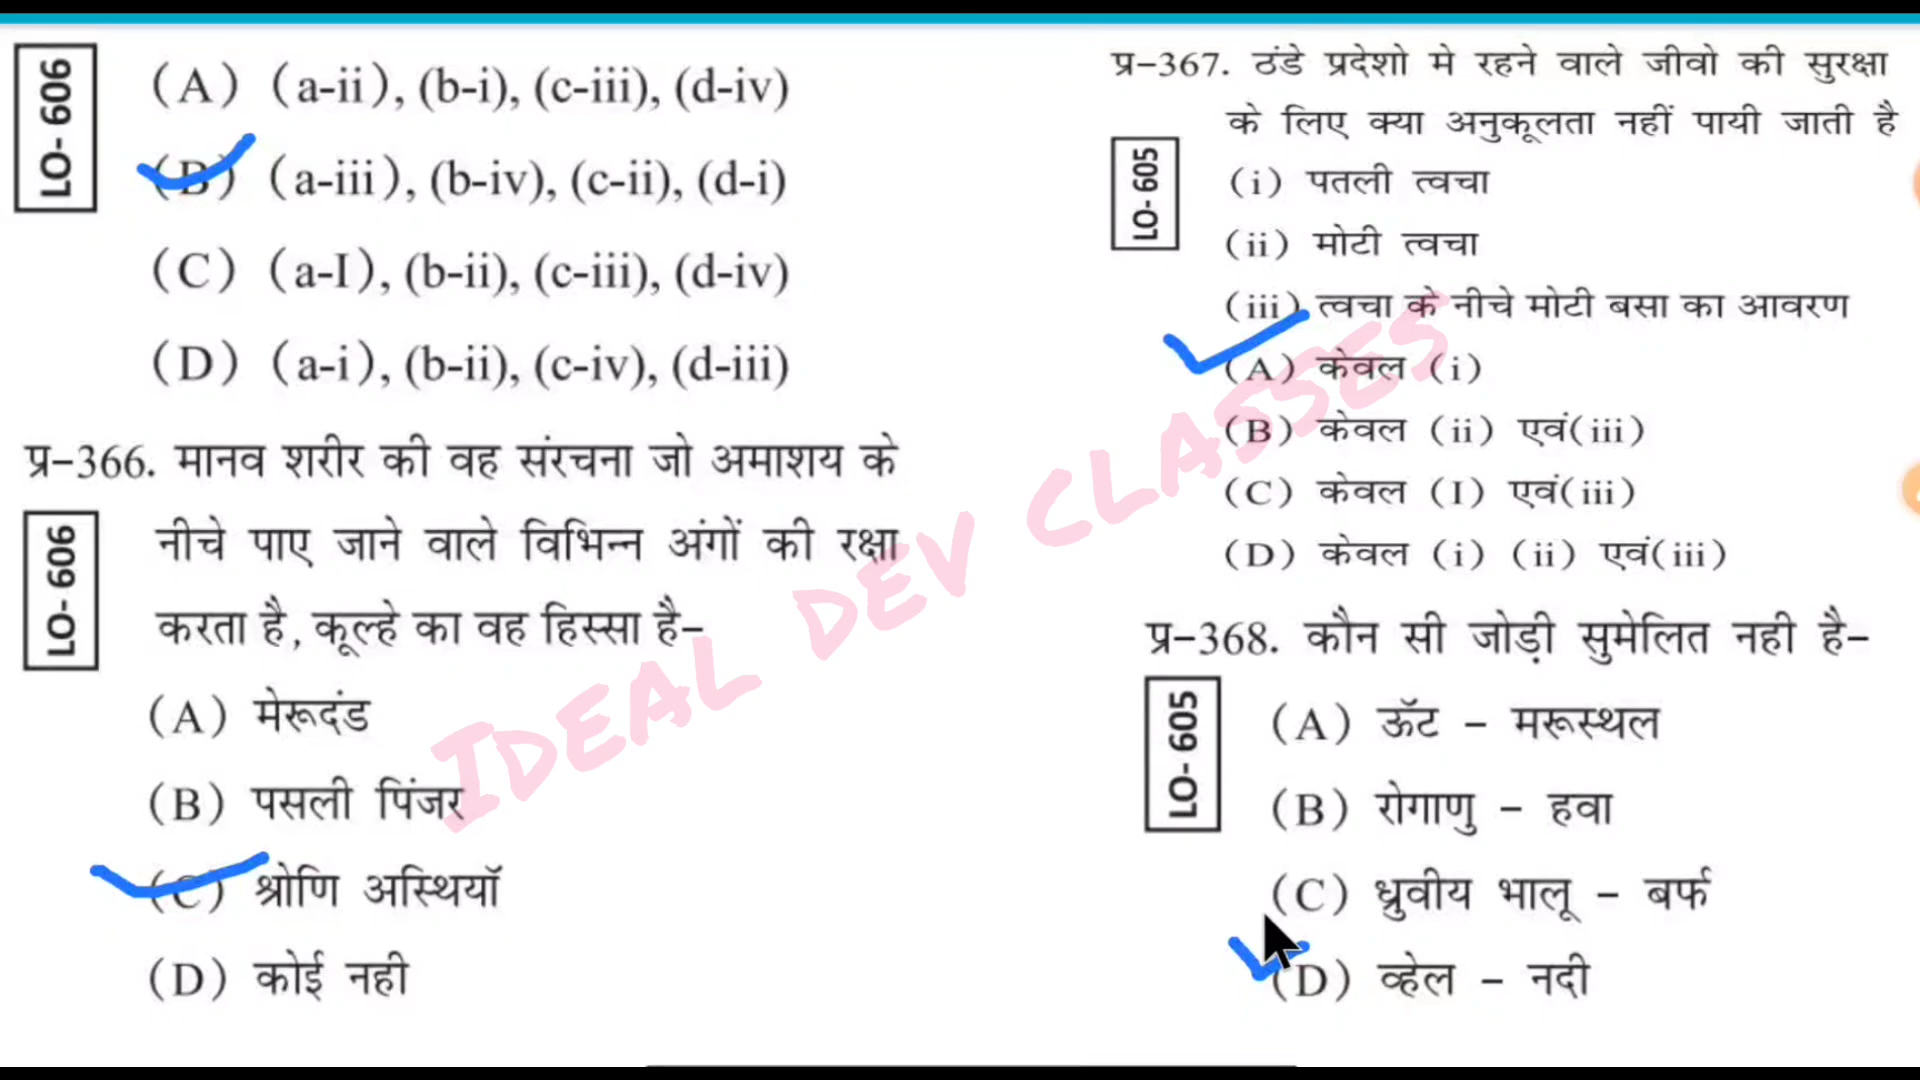 LO- 606
(A) (a-ii), (b-i), (c-iii), (d-iv)
(B) (a-iii), (b-iv), (c-ii), (d-i)
(C) (a-I), (b-ii), (c-iii), (d-iv)
(D) (a-i), (b-ii), (c-iv), (d-iii)
प्र-366. मानव शरीर की वह संरचना जो अमाशय के
LO- 606
नीचे पाए जाने वाले विभिन्न अंगों की रक्षा
करता है, कूल्हे का वह हिस्सा है-
(A) मेरूदंड
(B) पसली पिंजर
(C) श्रोणि अस्थियॉ
(D) कोई नही
प्र-367. ठंडे प्रदेशो मे रहने वाले जीवो की सुरक्षा
के लिए क्या अनुकूलता नहीं पायी जाती है
LO- 605
(i) पतली त्वचा
(ii) मोटी त्वचा
(iii) त्वचा के नीचे मोटी बसा का आवरण
(A) केवल (i)
(B) केवल (ii) एवं(iii)
(C) केवल (I) एवं(iii)
(D) केवल (i) (ii) एवं(iii)
प्र-368. कौन सी जोड़ी सुमेलित नही है-
LO- 605
(A) ऊॅट - मरूस्थल
(B) रोगाणु - हवा
(C) ध्रुवीय भालू - बर्फ
(D) व्हेल - नदी
IDEAL DEV CLASSES